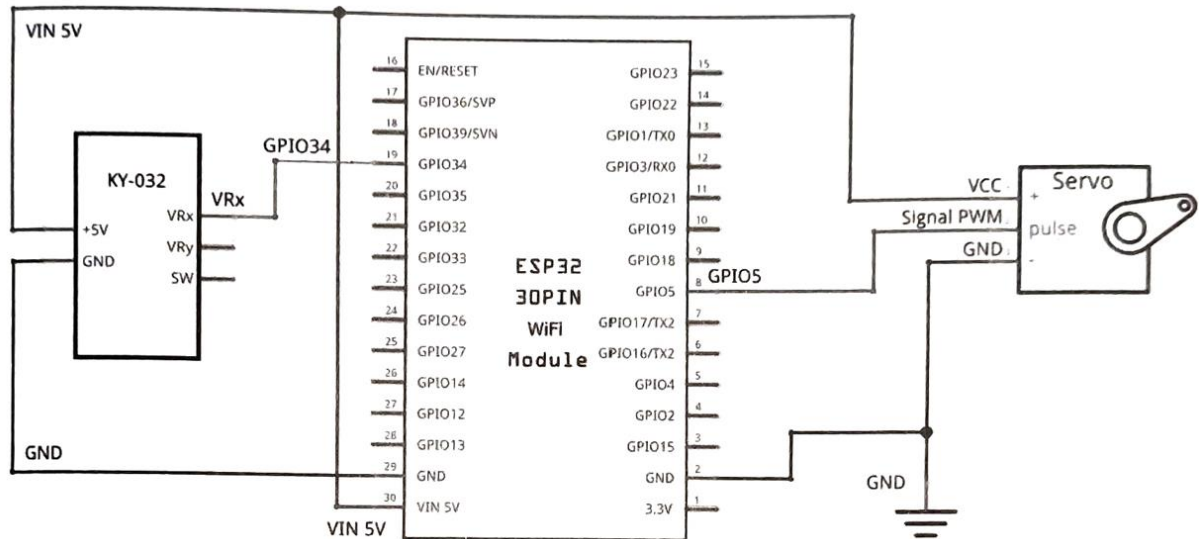 VIN 5V
KY-032
VRx
+5V
VRx
GND
VRy
SW
GPIO34
GND
VIN 5V
16 EN/RESET
17 GPIO36/SVP
18 GPIO39/SVN
19 GPIO34
20 GPIO35
21 GPIO32
22 GPIO33
23 GPIO25
24 GPIO26
25 GPIO27
26 GPIO14
27 GPIO12
28 GPIO13
29 GND
30 VIN 5V
ESP32
30PIN
WiFi
Module
GPIO23 15
GPIO22 14
GPIO1/TX0 13
GPIO3/RX0 12
GPIO21 11
GPIO19 10
GPIO18 9
GPIO5 8
GPIO17/TX2 7
GPIO16/TX2 6
GPIO4 5
GPIO2 4
GPIO15 3
GND 2
3.3V 1
GPIO5
VCC
Signal PWM
GND
Servo
+
pulse
-
GND